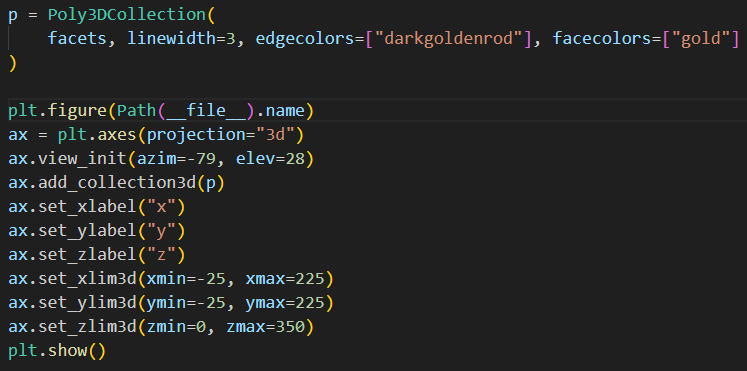 p = Poly3DCollection(
    facets, linewidth=3, edgecolors=["darkgoldenrod"], facecolors=["gold"]
)

plt.figure(Path(__file__).name)
ax = plt.axes(projection="3d")
ax.view_init(azim=-79, elev=28)
ax.add_collection3d(p)
ax.set_xlabel("x")
ax.set_ylabel("y")
ax.set_zlabel("z")
ax.set_xlim3d(xmin=-25, xmax=225)
ax.set_ylim3d(ymin=-25, ymax=225)
ax.set_zlim3d(zmin=0, zmax=350)
plt.show()